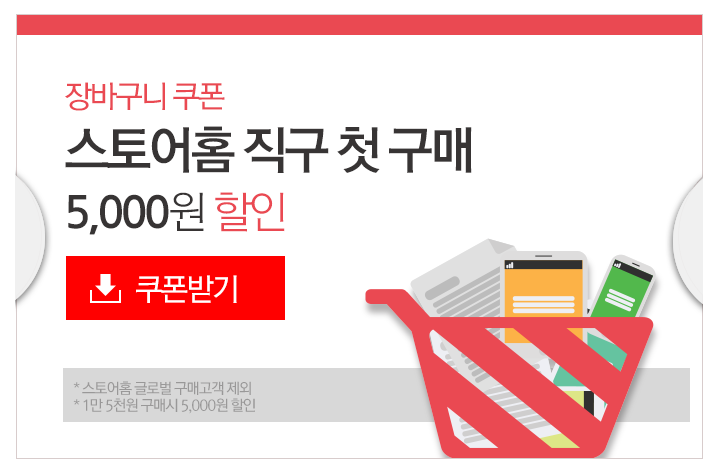 장바구니 쿠폰
스토어홈 직구 첫 구매
5,000원 할인
쿠폰받기
* 스토어홈 글로벌 구매고객 제외
* 1만 5천원 구매시 5,000원 할인